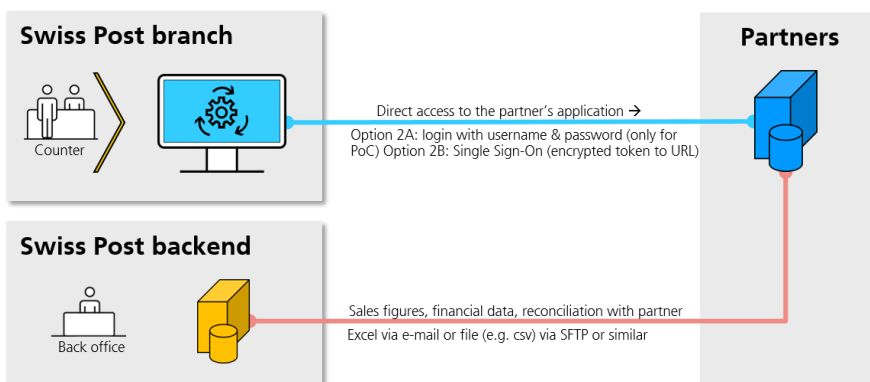 Swiss Post branch
Partners
Counter
Direct access to the partner's application →
Option 2A: login with username & password (only for
PoC) Option 2B: Single Sign-On (encrypted token to URL)
Swiss Post backend
Back office
Sales figures, financial data, reconciliation with partner
Excel via e-mail or file (e.g. csv) via SFTP or similar